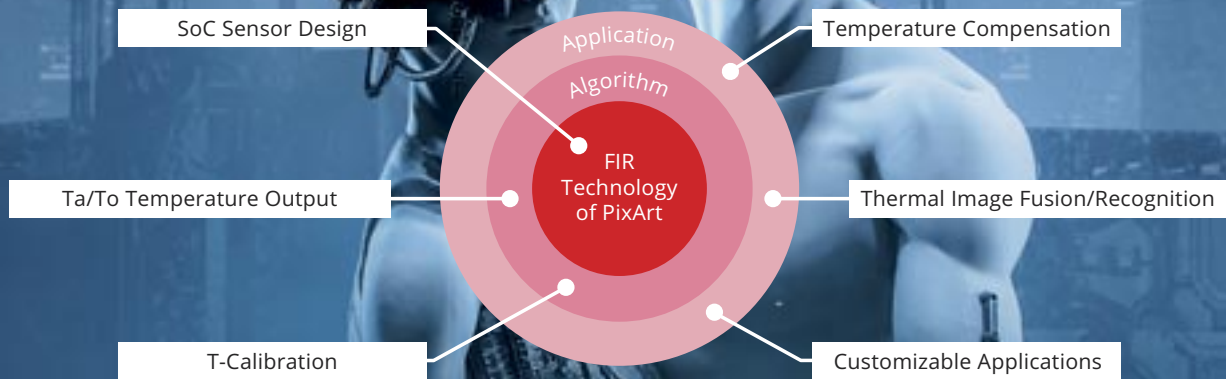 SoC Sensor Design
Application
Temperature Compensation
Algorithm
FIR
Technology
of PixArt
Ta/To Temperature Output
Thermal Image Fusion/Recognition
T-Calibration
Customizable Applications